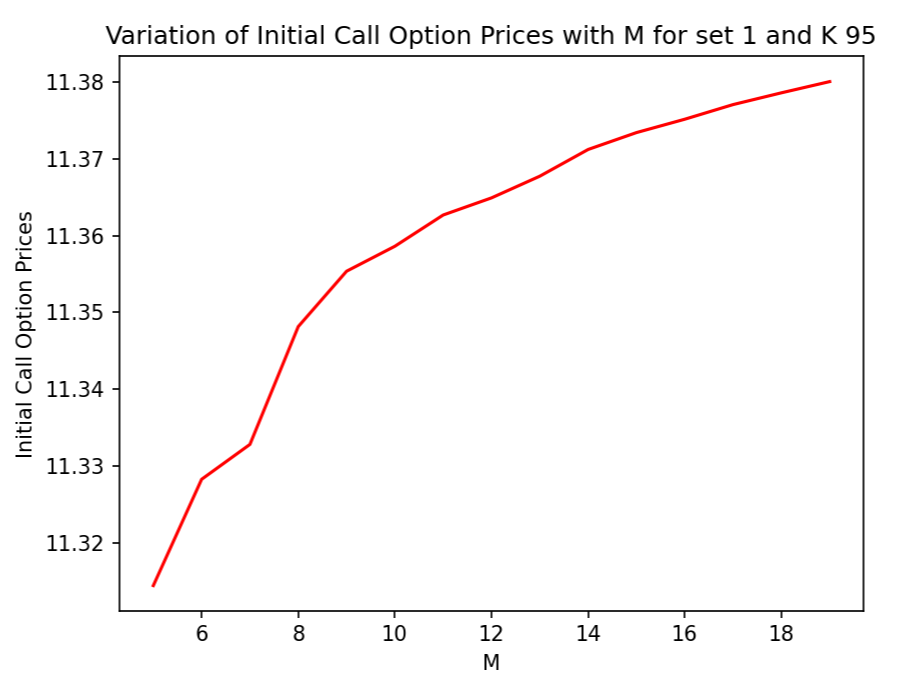 Variation of Initial Call Option Prices with M for set 1 and K 95
11.38
11.37
11.36
11.35
11.34
11.33
11.32
Initial Call Option Prices
6 8 10 12 14 16 18
M